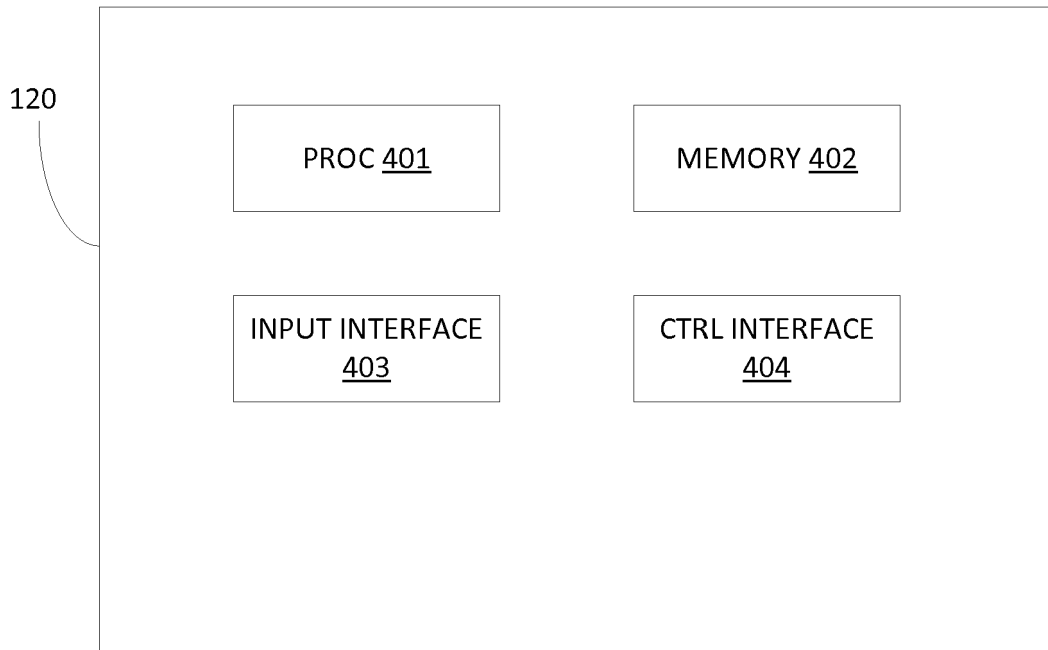 120
PROC 401
MEMORY 402
INPUT INTERFACE
403
CTRL INTERFACE
404